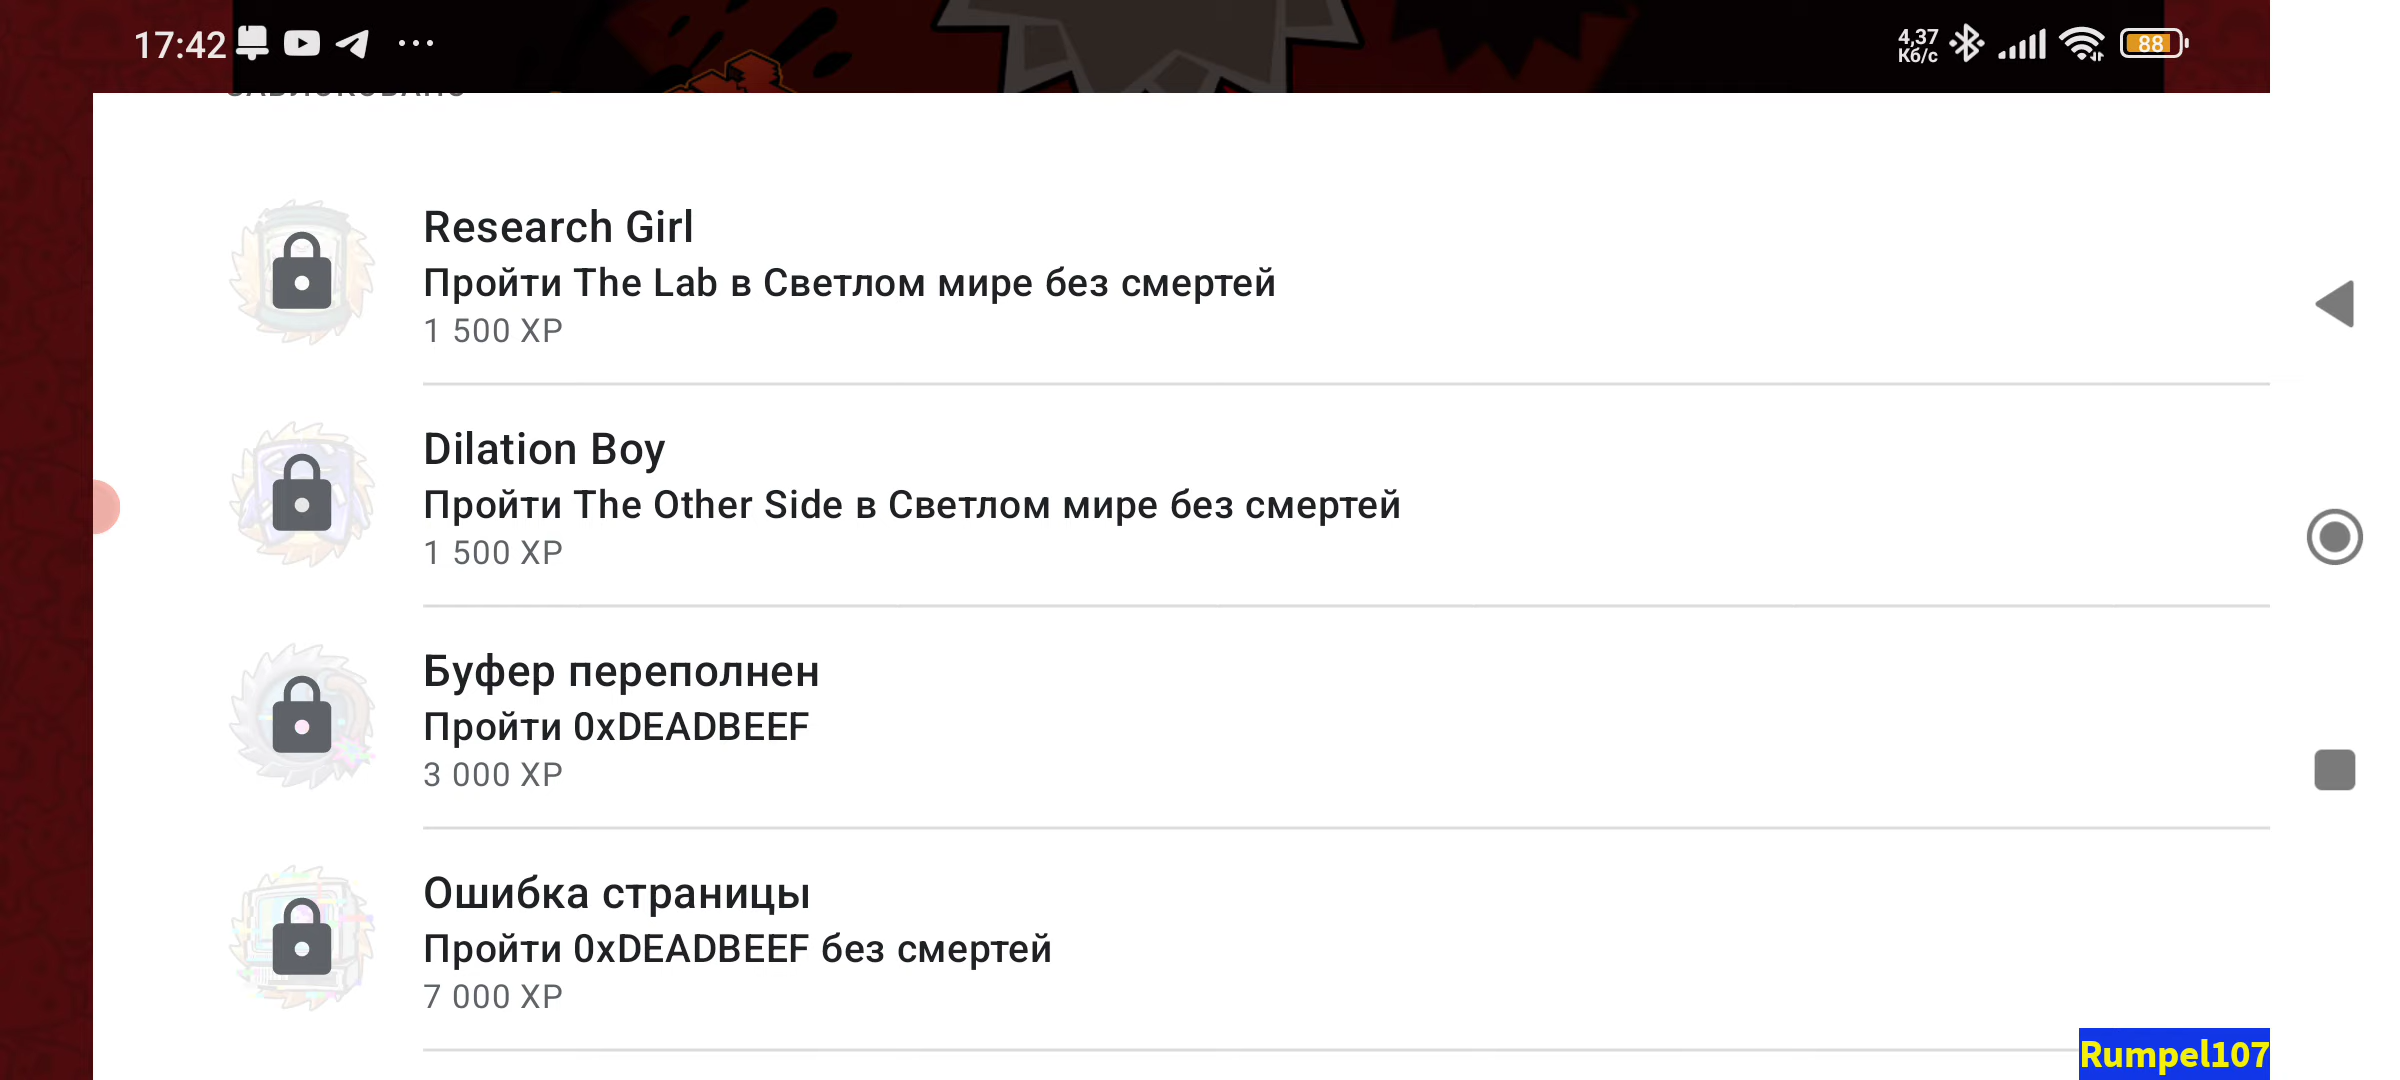 17:42
4,37
Кб/с
88
Research Girl
Пройти The Lab в Светлом мире без смертей
1 500 XP
Dilation Boy
Пройти The Other Side в Светлом мире без смертей
1 500 XP
Буфер переполнен
Пройти 0xDEADBEEF
3 000 XP
Ошибка страницы
Пройти 0xDEADBEEF без смертей
7 000 XP
Rumpel107